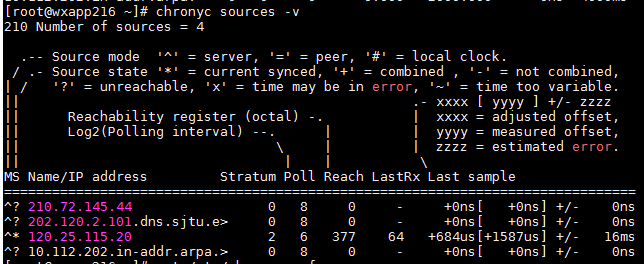 [root@wxapp216 ~]# chronyc sources -v
210 Number of sources = 4
  .-- Source mode  '^' = server, '=' = peer, '#' = local clock.
 / .- Source state '*' = current synced, '+' = combined , '-' = not combined,
| /   '?' = unreachable, 'x' = time may be in error, '~' = time too variable.
||                                                 .- xxxx [ yyyy ] +/- zzzz
||      Reachability register (octal) -.           |  xxxx = adjusted offset,
||      Log2(Polling interval) --.      |          |  yyyy = measured offset,
||                                \     |          |  zzzz = estimated error.
||                                 |    |           \
MS Name/IP address         Stratum Poll Reach LastRx Last sample
===============================================================================
^? 210.72.145.44                 0   8     0     -     +0ns[   +0ns] +/-    0ns
^? 202.120.2.101.dns.sjtu.e>     0   8     0     -     +0ns[   +0ns] +/-    0ns
^* 120.25.115.20                 2   6   377    64   +684us[+1587us] +/-   16ms
^? 10.112.202.in-addr.arpa.>     0   8     0     -     +0ns[   +0ns] +/-    0ns